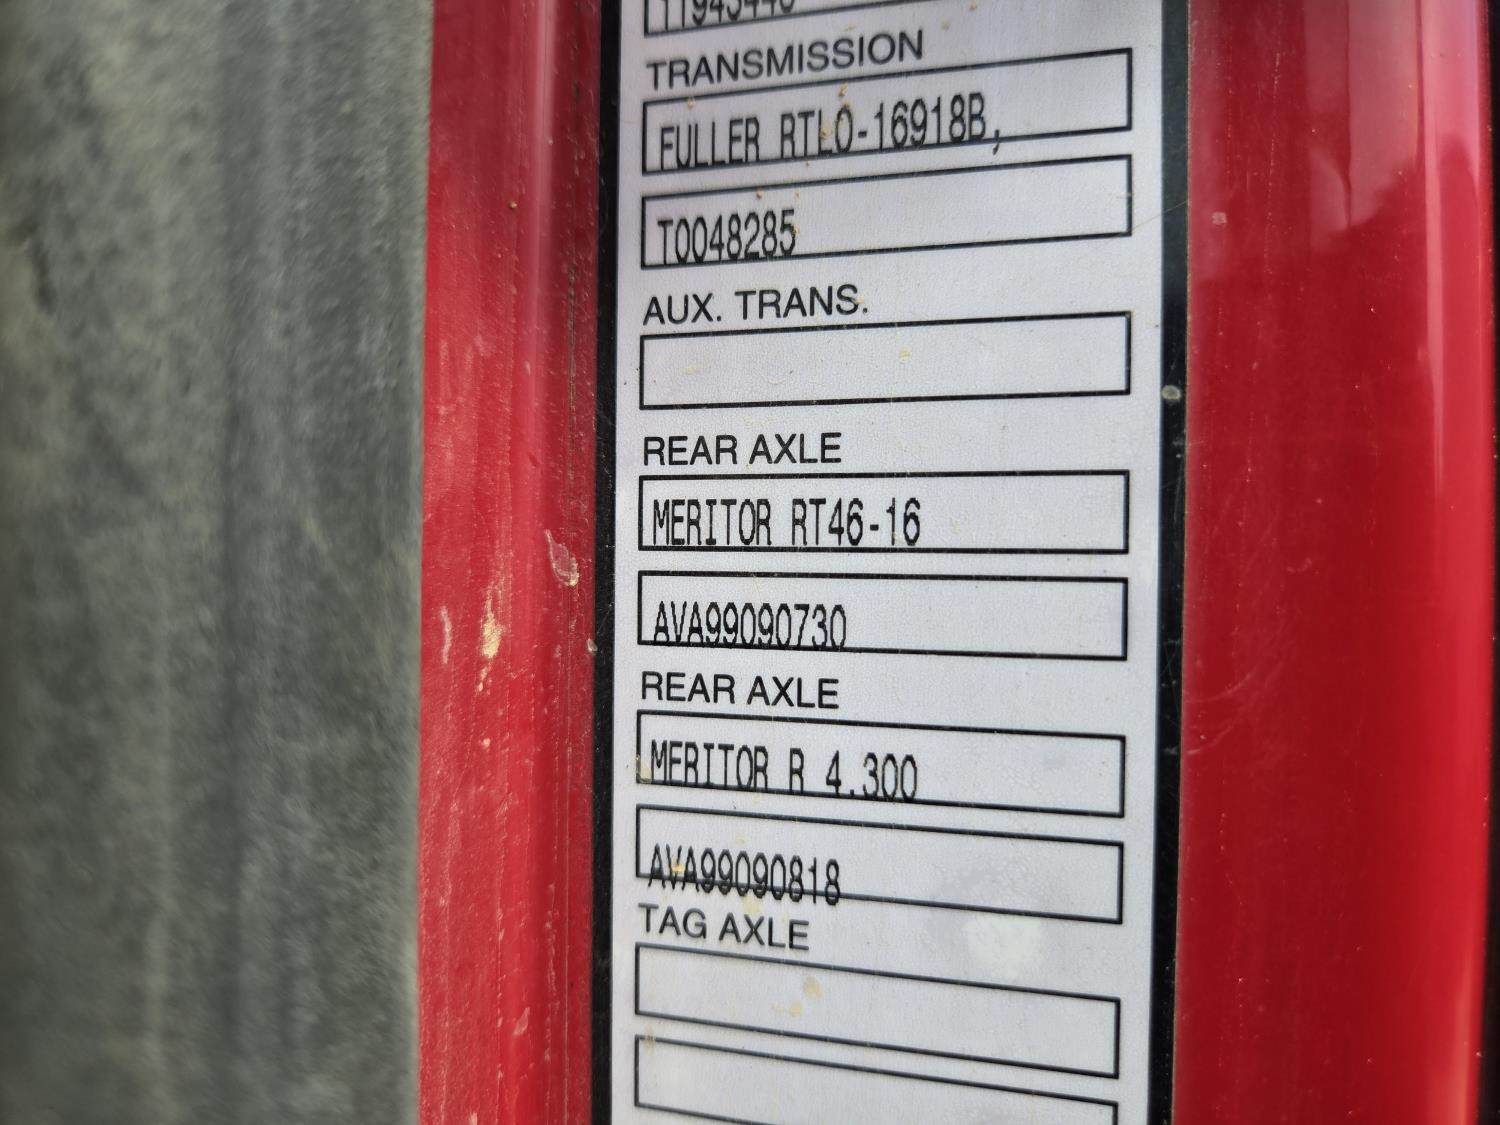 11945446
TRANSMISSION
FULLER RTLO-16918B,
T0048285
AUX. TRANS.
REAR AXLE
MERITOR RT46-16
AVA99090730
REAR AXLE
MERITOR R 4.300
AVA99090818
TAG AXLE